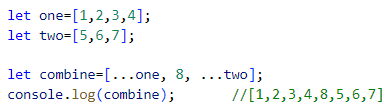 let one=[1,2,3,4];
let two=[5,6,7];
let combine=[...one, 8, ...two];
console.log(combine);        //[1,2,3,4,8,5,6,7]